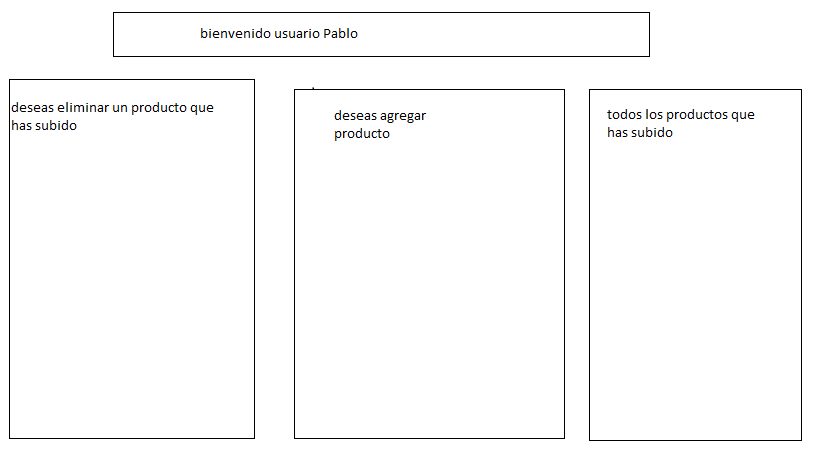 bienvenido usuario Pablo
deseas eliminar un producto que
has subido
deseas agregar
producto
todos los productos que
has subido